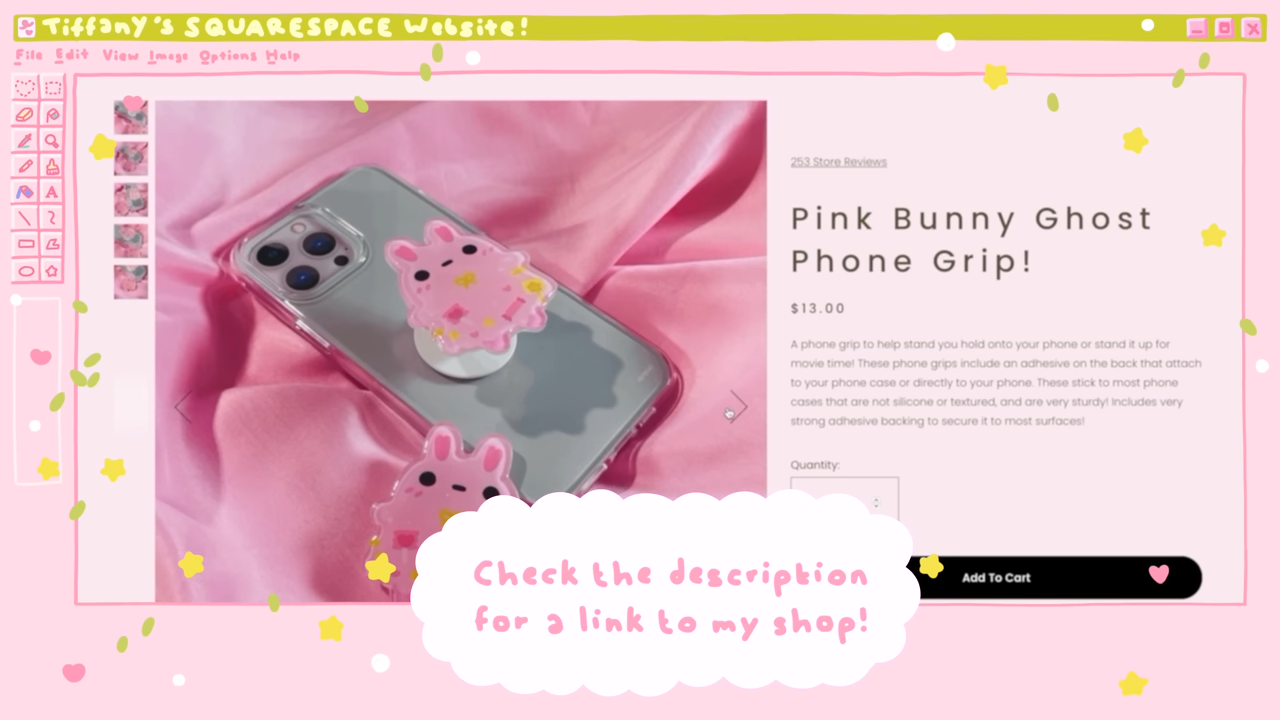 Tiffany's SQUARESPACE Website!
File Edit View Image Options Help
253 Store Reviews
Pink Bunny Ghost
Phone Grip!
$13.00
A phone grip to help stand you hold onto your phone or stand it up for
movie time! These phone grips include an adhesive on the back that attach
to your phone case or directly to your phone. These stick to most phone
cases that are not silicone or textured, and are very sturdy! Includes very
strong adhesive backing to secure it to most surfaces!
Quantity:
Add To Cart
Check the description
for a link to my shop!